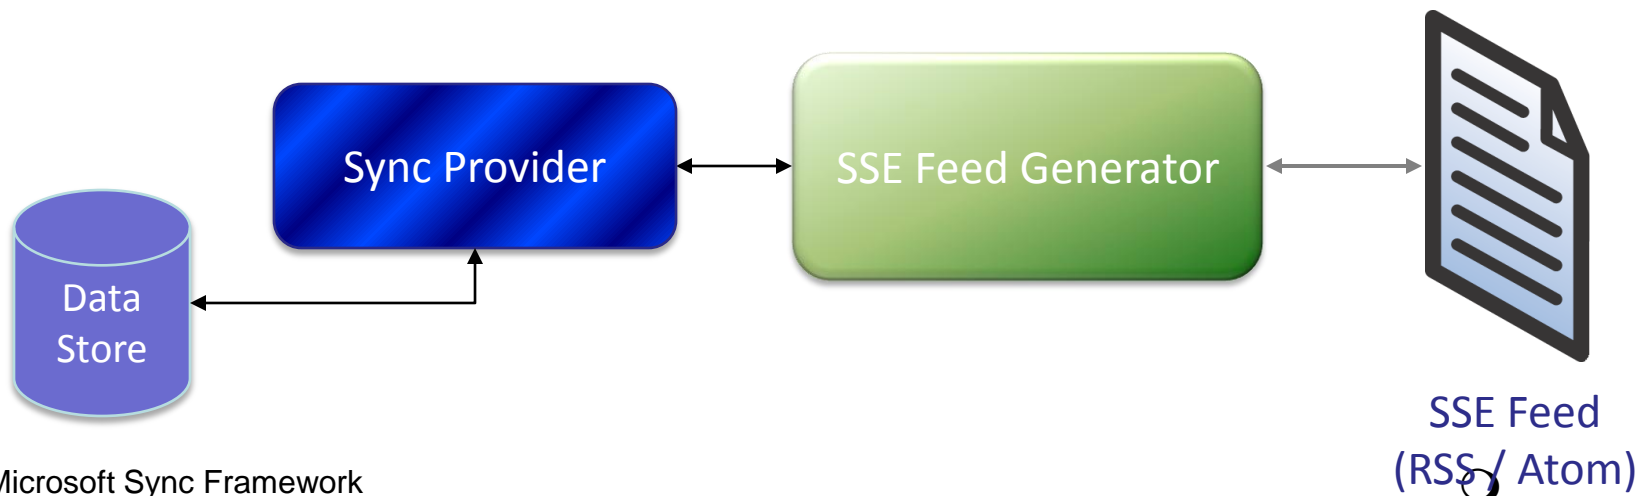 Sync Provider
SSE Feed Generator
Data
Store
SSE Feed
(RSS / Atom)
Microsoft Sync Framework